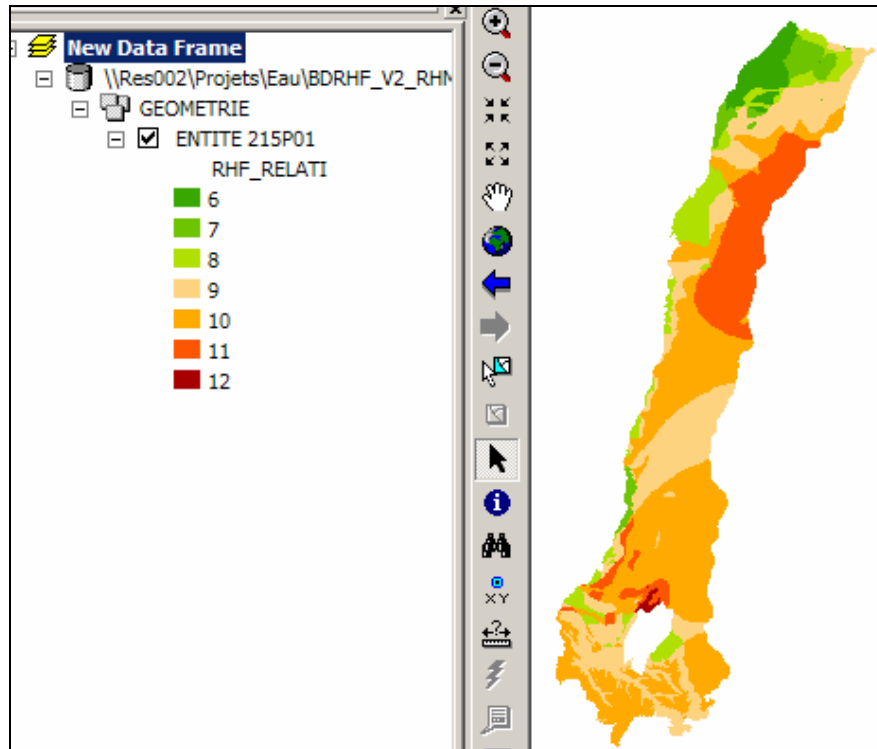 New Data Frame
\\Res002\Projets\Eau\BDRHF_V2_RHM
GEOMETRIE
ENTITE 215P01
RHF_RELATI
6
7
8
9
10
11
12
XY